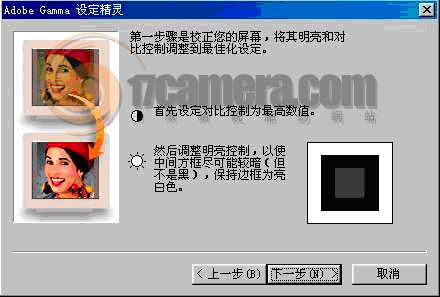 Adobe Gamma 设定精灵
第一步骤是校正您的屏幕，将其明亮和对
比控制调整到最佳化设定。
17camera.com
首先设定对比控制为最高数值。
然后调整明亮控制，以使
中间方框尽可能较暗（但
不是黑），保持边框为亮
白色。
< 上一步(B)
下一步(N) >
取消